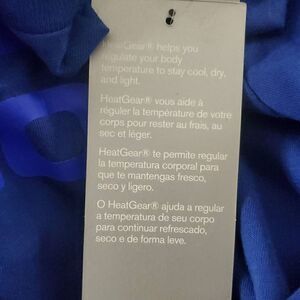 HeatGear® helps you
regulate your body
temperature to stay cool, dry,
and light.
HeatGear® vous aide à
réguler la température de votre
corps pour rester au frais, au
sec et léger.
HeatGear® te permite regular
la temperatura corporal para
que te mantengas fresco,
seco y ligero.
O HeatGear® ajuda a regular
a temperatura de seu corpo
para continuar refrescado,
seco e de forma leve.